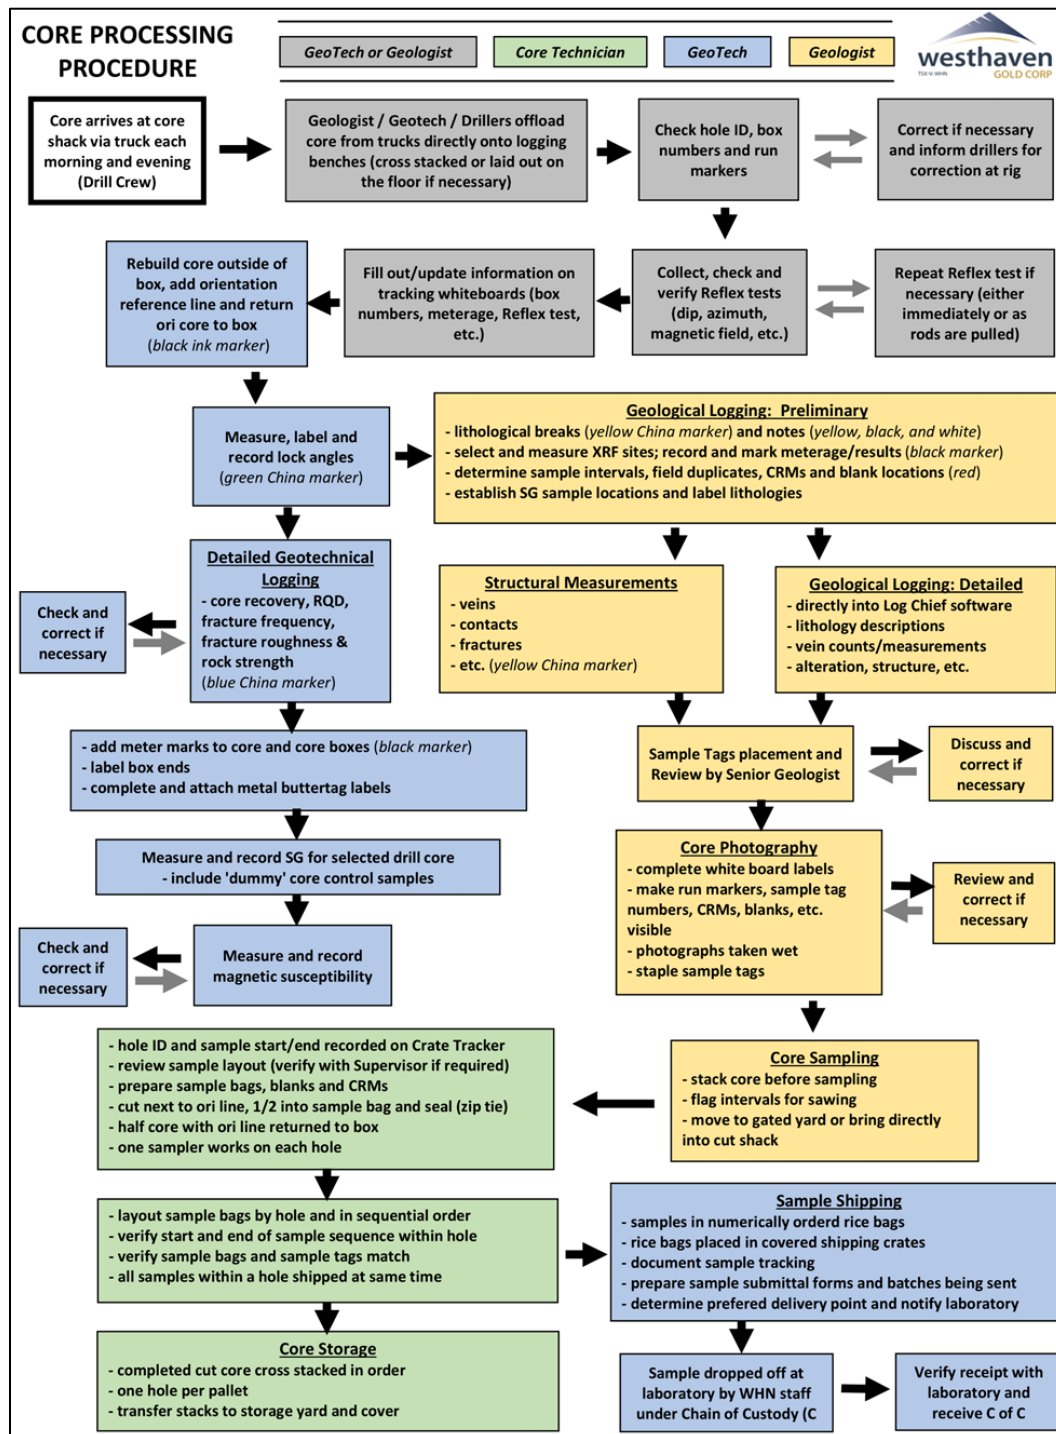 CORE PROCESSING
PROCEDURE
GeoTech or Geologist
Core Technician
GeoTech
Geologist
westhaven
TSX-V:WHN
GOLD CORP
Core arrives at core
shack via truck each
morning and evening
(Drill Crew)
Geologist / Geotech / Drillers offload
core from trucks directly onto logging
benches (cross stacked or laid out on
the floor if necessary)
Check hole ID, box
numbers and run
markers
Correct if necessary
and inform drillers for
correction at rig
Rebuild core outside of
box, add orientation
reference line and return
ori core to box
(black ink marker)
Fill out/update information on
tracking whiteboards (box
numbers, meterage, Reflex test,
etc.)
Collect, check and
verify Reflex tests
(dip, azimuth,
magnetic field, etc.)
Repeat Reflex test if
necessary (either
immediately or as
rods are pulled)
Measure, label and
record lock angles
(green China marker)
Geological Logging:  Preliminary
- lithological breaks (yellow China marker) and notes (yellow, black, and white)
- select and measure XRF sites; record and mark meterage/results (black marker)
- determine sample intervals, field duplicates, CRMs and blank locations (red)
- establish SG sample locations and label lithologies
Detailed Geotechnical
Logging
- core recovery, RQD,
fracture frequency,
fracture roughness &
rock strength
(blue China marker)
Check and
correct if
necessary
Structural Measurements
- veins
- contacts
- fractures
- etc. (yellow China marker)
Geological Logging: Detailed
- directly into Log Chief software
- lithology descriptions
- vein counts/measurements
- alteration, structure, etc.
- add meter marks to core and core boxes (black marker)
- label box ends
- complete and attach metal buttertag labels
Sample Tags placement and
Review by Senior Geologist
Discuss and
correct if
necessary
Measure and record SG for selected drill core
- include 'dummy' core control samples
Core Photography
- complete white board labels
- make run markers, sample tag
numbers, CRMs, blanks, etc.
visible
- photographs taken wet
- staple sample tags
Review and
correct if
necessary
Check and
correct if
necessary
Measure and record
magnetic susceptibility
- hole ID and sample start/end recorded on Crate Tracker
- review sample layout (verify with Supervisor if required)
- prepare sample bags, blanks and CRMs
- cut next to ori line, 1/2 into sample bag and seal (zip tie)
- half core with ori line returned to box
- one sampler works on each hole
Core Sampling
- stack core before sampling
- flag intervals for sawing
- move to gated yard or bring directly
into cut shack
- layout sample bags by hole and in sequential order
- verify start and end of sample sequence within hole
- verify sample bags and sample tags match
- all samples within a hole shipped at same time
Sample Shipping
- samples in numerically orderd rice bags
- rice bags placed in covered shipping crates
- document sample tracking
- prepare sample submittal forms and batches being sent
- determine prefered delivery point and notify laboratory
Core Storage
- completed cut core cross stacked in order
- one hole per pallet
- transfer stacks to storage yard and cover
Sample dropped off at
laboratory by WHN staff
under Chain of Custody (C
Verify receipt with
laboratory and
receive C of C